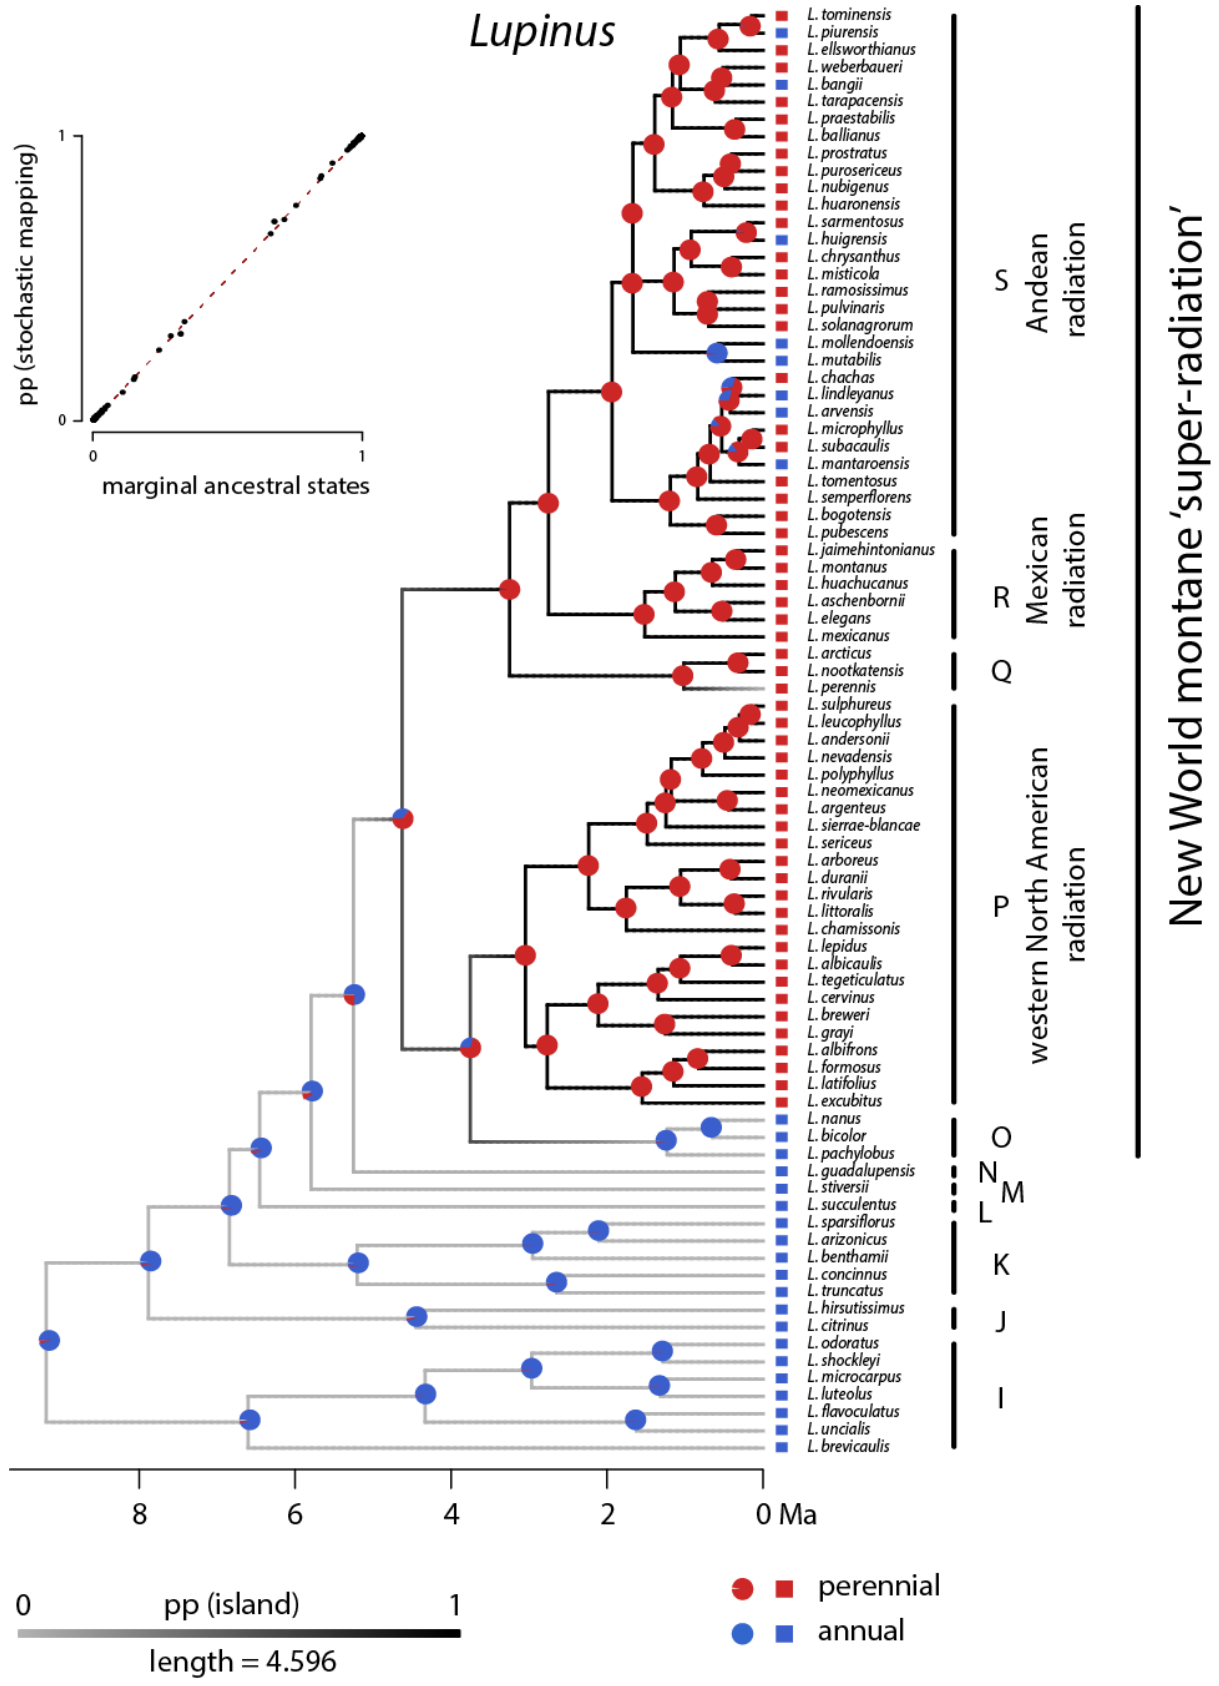 Lupinus
1
0
pp (stochastic mapping)
0
1
marginal ancestral states
L. tominensis
L. piurensis
L. ellsworthianus
L. weberbaueri
L. bangii
L. tarapacensis
L. praestabilis
L. ballianus
L. prostratus
L. purosericeus
L. nubigenus
L. huaronensis
L. sarmentosus
L. huigrensis
L. chrysanthus
L. misticola
L. ramosissimus
L. pulvinaris
L. solanagrorum
L. mollendoensis
L. mutabilis
L. chachas
L. lindleyanus
L. arvensis
L. microphyllus
L. subacaulis
L. mantaroensis
L. tomentosus
L. semperflorens
L. bogotensis
L. pubescens
L. jaimehintonianus
L. montanus
L. huachucanus
L. aschenbornii
L. elegans
L. mexicanus
L. arcticus
L. nootkatensis
L. perennis
L. sulphureus
L. leucophyllus
L. andersonii
L. nevadensis
L. polyphyllus
L. neomexicanus
L. argenteus
L. sierrae-blancae
L. sericeus
L. arboreus
L. duranii
L. rivularis
L. littoralis
L. chamissonis
L. lepidus
L. albicaulis
L. tegeticulatus
L. cervinus
L. breweri
L. grayi
L. albifrons
L. formosus
L. latifolius
L. excubitus
L. nanus
L. bicolor
L. pachylobus
L. guadalupensis
L. stiversii
L. succulentus
L. sparsiflorus
L. arizonicus
L. benthamii
L. concinnus
L. truncatus
L. hirsutissimus
L. citrinus
L. odoratus
L. shockleyi
L. microcarpus
L. luteolus
L. flavoculatus
L. uncialis
L. brevicaulis
S
Andean
radiation
R
Mexican
radiation
Q
P
western North American
radiation
O
N
M
L
K
J
I
New World montane ‘super-radiation’
8
6
4
2
0 Ma
0
pp (island)
1
length = 4.596
perennial
annual